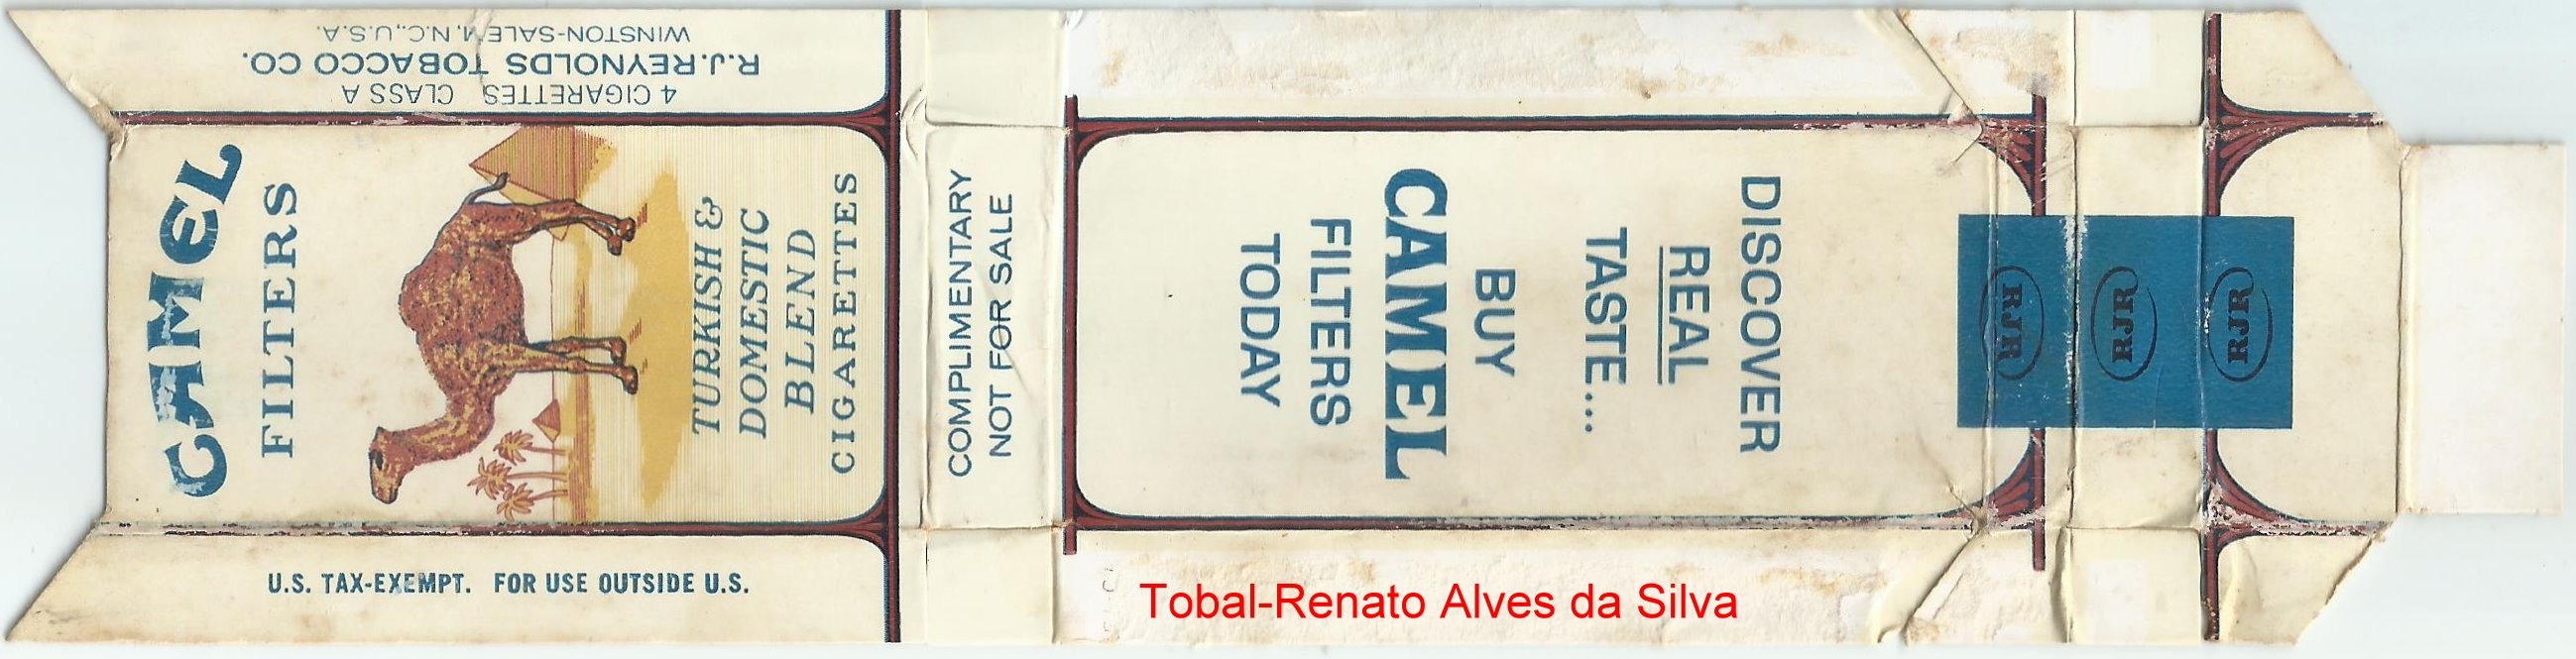 WINSTON-SALEM, N.C., U.S.A.
R.J.REYNOLDS TOBACCO CO.
4 CIGARETTES CLASS A
CAMEL
FILTERS
TURKISH &
DOMESTIC
BLEND
CIGARETTES
U.S. TAX-EXEMPT. FOR USE OUTSIDE U.S.
COMPLIMENTARY
NOT FOR SALE
DISCOVER
REAL
TASTE...
BUY
CAMEL
FILTERS
TODAY
RJR
RJR
RJR
Tobal-Renato Alves da Silva